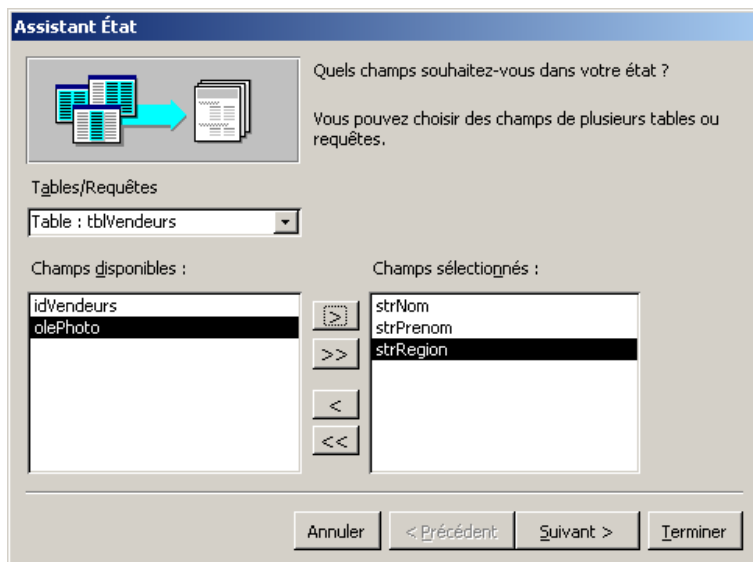 Assistant État
Quels champs souhaitez-vous dans votre état ?
Vous pouvez choisir des champs de plusieurs tables ou
requêtes.
Tables/Requêtes
Table : tblVendeurs
Champs disponibles :
Champs sélectionnés :
idVendeurs
olePhoto
>
>>
<
<<
strNom
strPrenom
strRegion
Annuler
< Précédent
Suivant >
Terminer